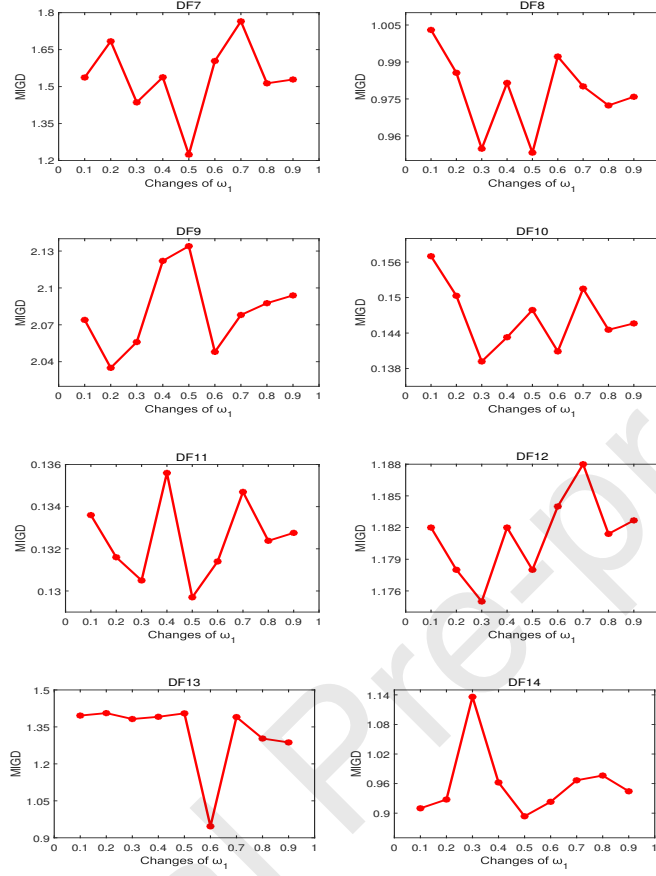 DF7
1.8
1.65
1.5
1.35
1.2
MIGD
0 0.1 0.2 0.3 0.4 0.5 0.6 0.7 0.8 0.9 1
Changes of ω1
DF8
1.005
0.99
0.975
0.96
MIGD
0 0.1 0.2 0.3 0.4 0.5 0.6 0.7 0.8 0.9 1
Changes of ω1
DF9
2.13
2.1
2.07
2.04
MIGD
0 0.1 0.2 0.3 0.4 0.5 0.6 0.7 0.8 0.9 1
Changes of ω1
DF10
0.156
0.15
0.144
0.138
MIGD
0 0.1 0.2 0.3 0.4 0.5 0.6 0.7 0.8 0.9 1
Changes of ω1
DF11
0.136
0.134
0.132
0.13
MIGD
0 0.1 0.2 0.3 0.4 0.5 0.6 0.7 0.8 0.9 1
Changes of ω1
DF12
1.188
1.185
1.182
1.179
1.176
MIGD
0 0.1 0.2 0.3 0.4 0.5 0.6 0.7 0.8 0.9 1
Changes of ω1
DF13
1.5
1.35
1.2
1.05
0.9
MIGD
0 0.1 0.2 0.3 0.4 0.5 0.6 0.7 0.8 0.9 1
Changes of ω1
DF14
1.14
1.08
1.02
0.96
0.9
MIGD
0 0.1 0.2 0.3 0.4 0.5 0.6 0.7 0.8 0.9 1
Changes of ω1
al Pre-pr